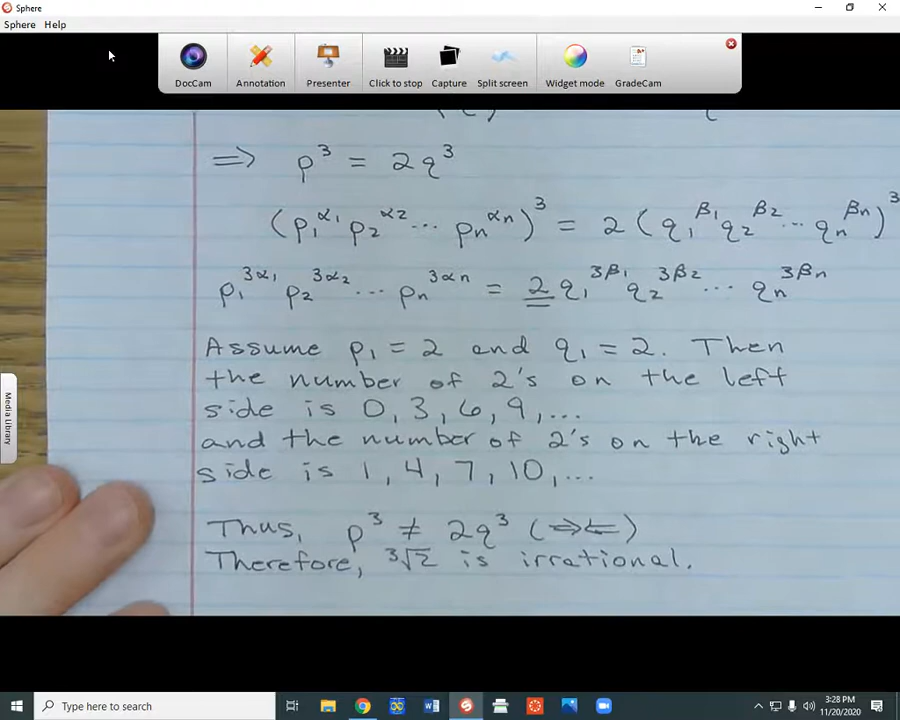 Sphere
Sphere Help
DocCam Annotation Presenter Click to stop Capture Split screen Widget mode GradeCam
Media Library
⇒ p³ = 2q³
(p₁^α₁ p₂^α₂ ⋯ pₙ^αₙ)³ = 2(q₁^β₁ q₂^β₂ ⋯ qₙ^βₙ)³
p₁^3α₁ p₂^3α₂ ⋯ pₙ^3αₙ = 2 q₁^3β₁ q₂^3β₂ ⋯ qₙ^3βₙ
Assume p₁ = 2 and q₁ = 2. Then
the number of 2's on the left
side is 0, 3, 6, 9, ...
and the number of 2's on the right
side is 1, 4, 7, 10, ...
Thus, p³ ≠ 2q³ (⇒⇐)
Therefore, ³√2 is irrational.
Type here to search
3:28 PM
11/20/2020